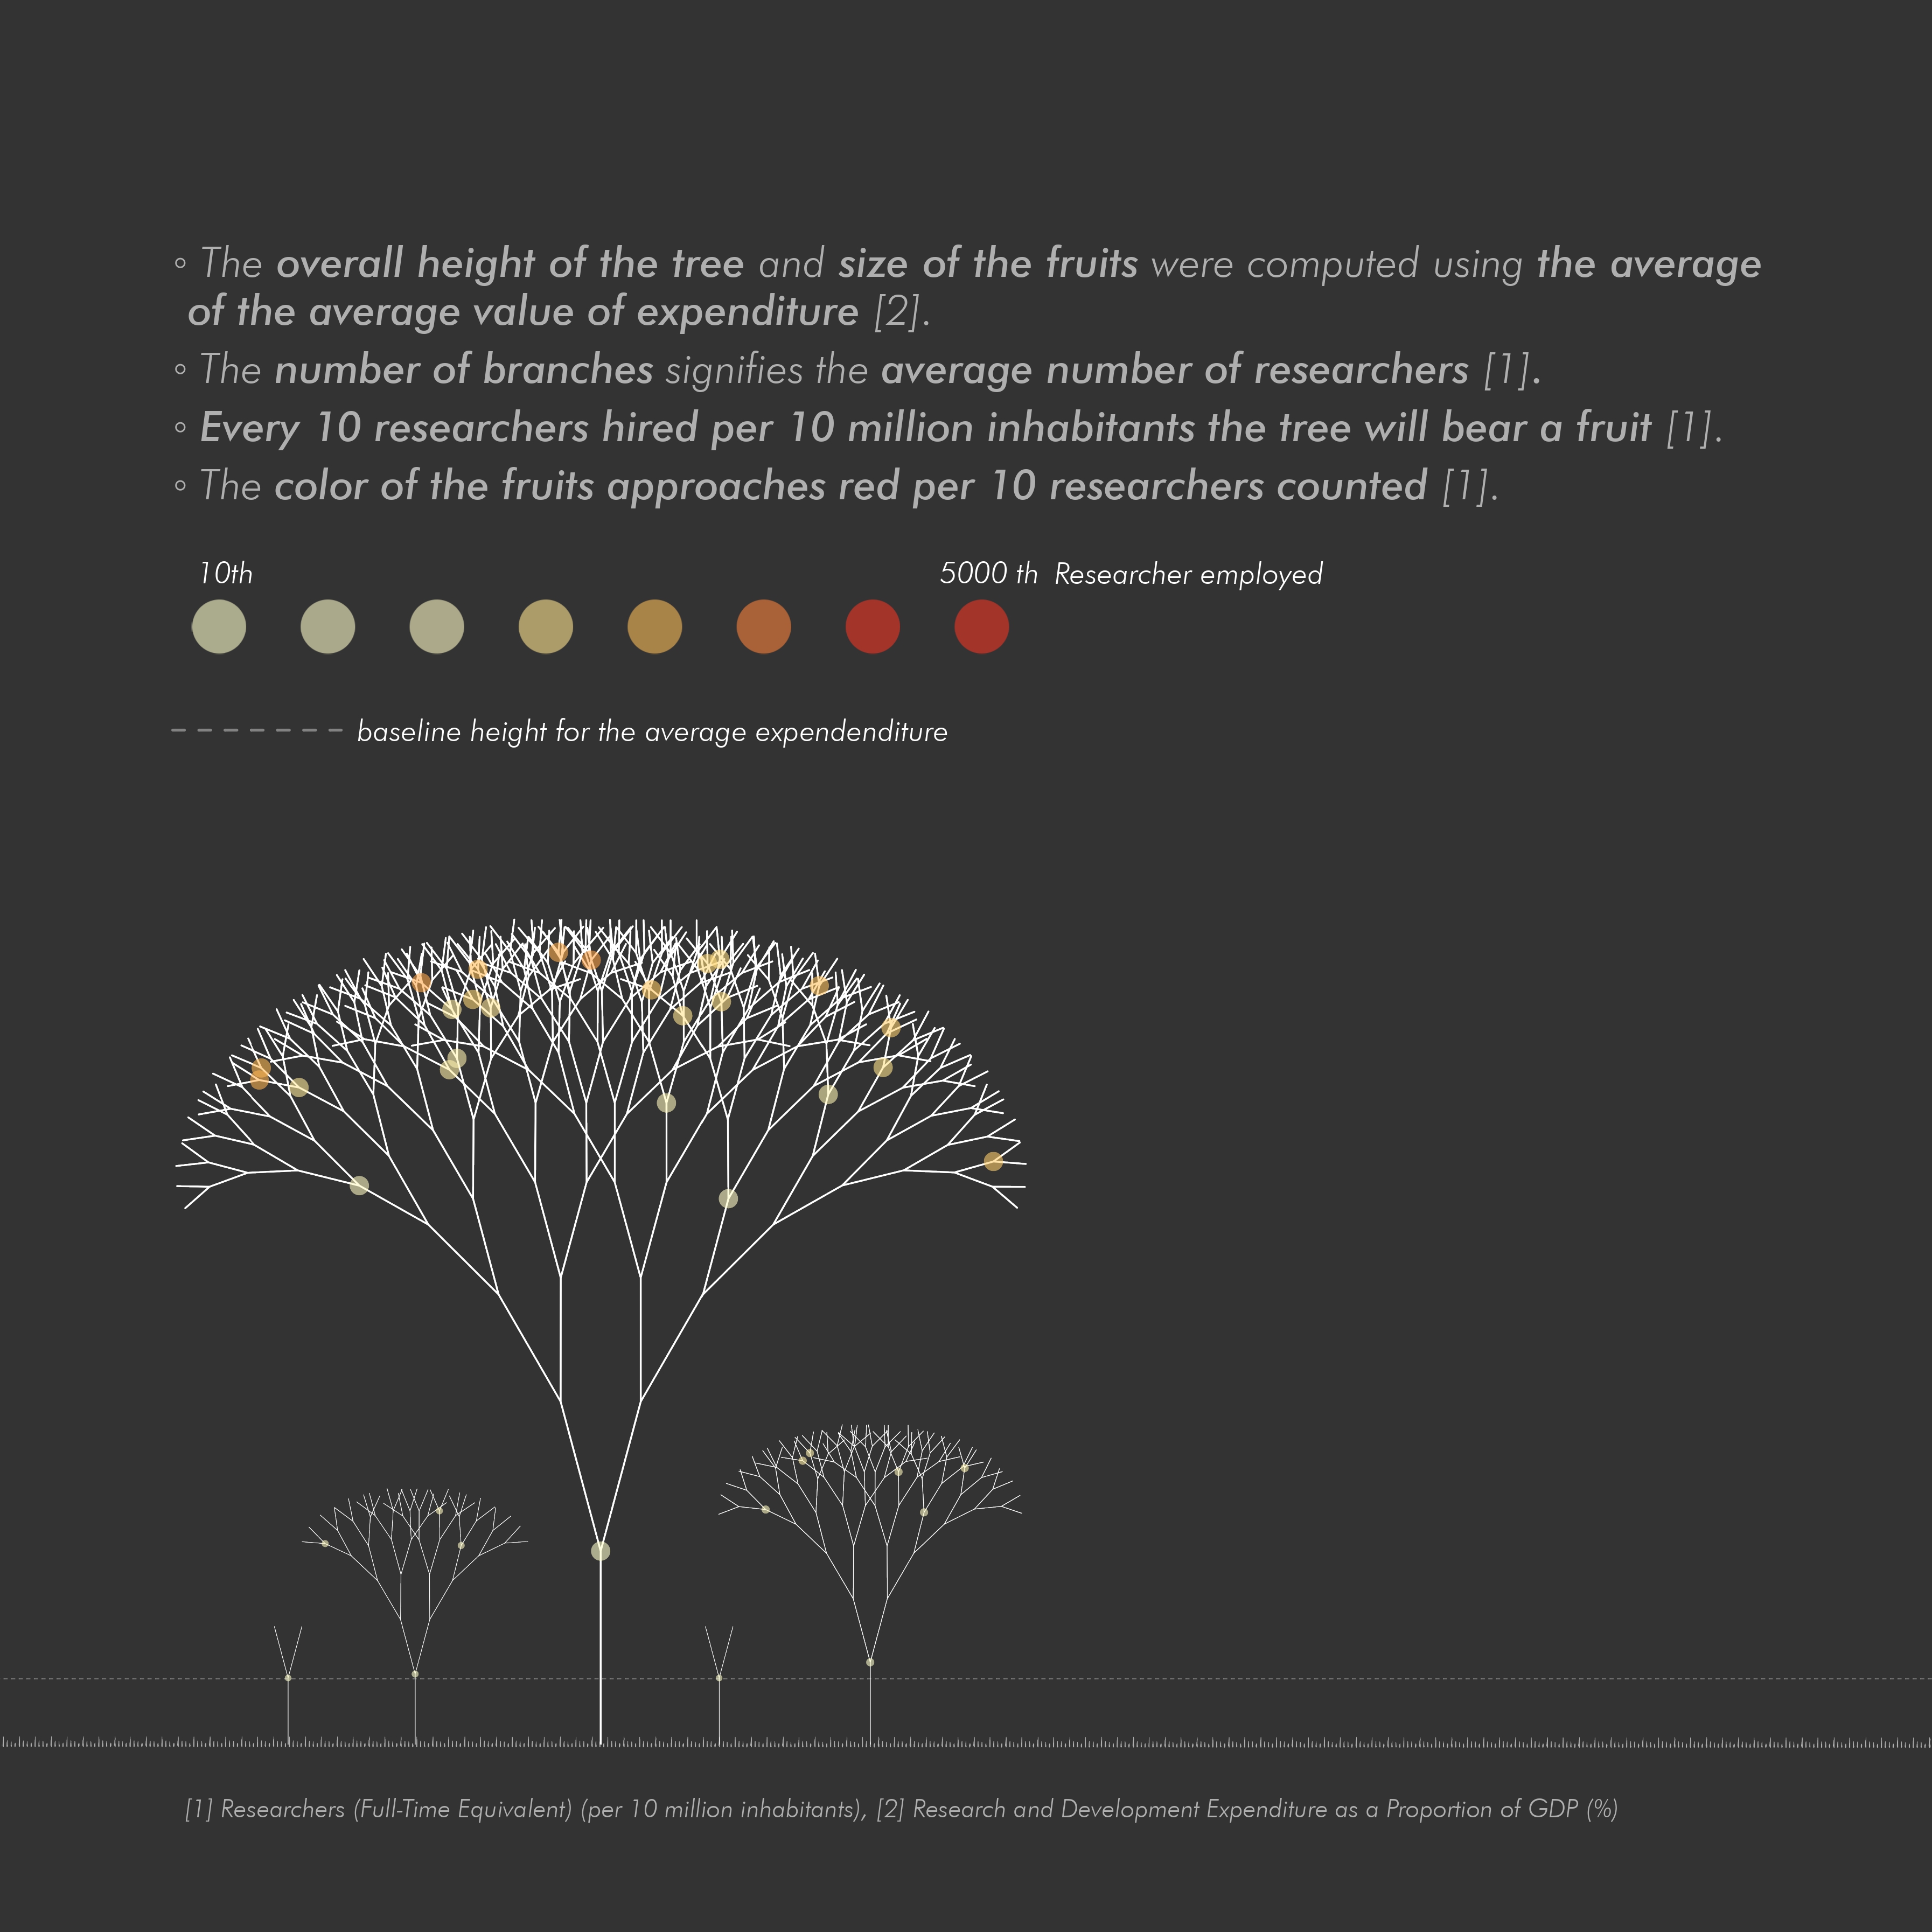 ◦ The overall height of the tree and size of the fruits were computed using the average
of the average value of expenditure [2].
◦ The number of branches signifies the average number of researchers [1].
◦ Every 10 researchers hired per 10 million inhabitants the tree will bear a fruit [1].
◦ The color of the fruits approaches red per 10 researchers counted [1].
10th 5000 th Researcher employed
baseline height for the average expendenditure
[1] Researchers (Full-Time Equivalent) (per 10 million inhabitants), [2] Research and Development Expenditure as a Proportion of GDP (%)